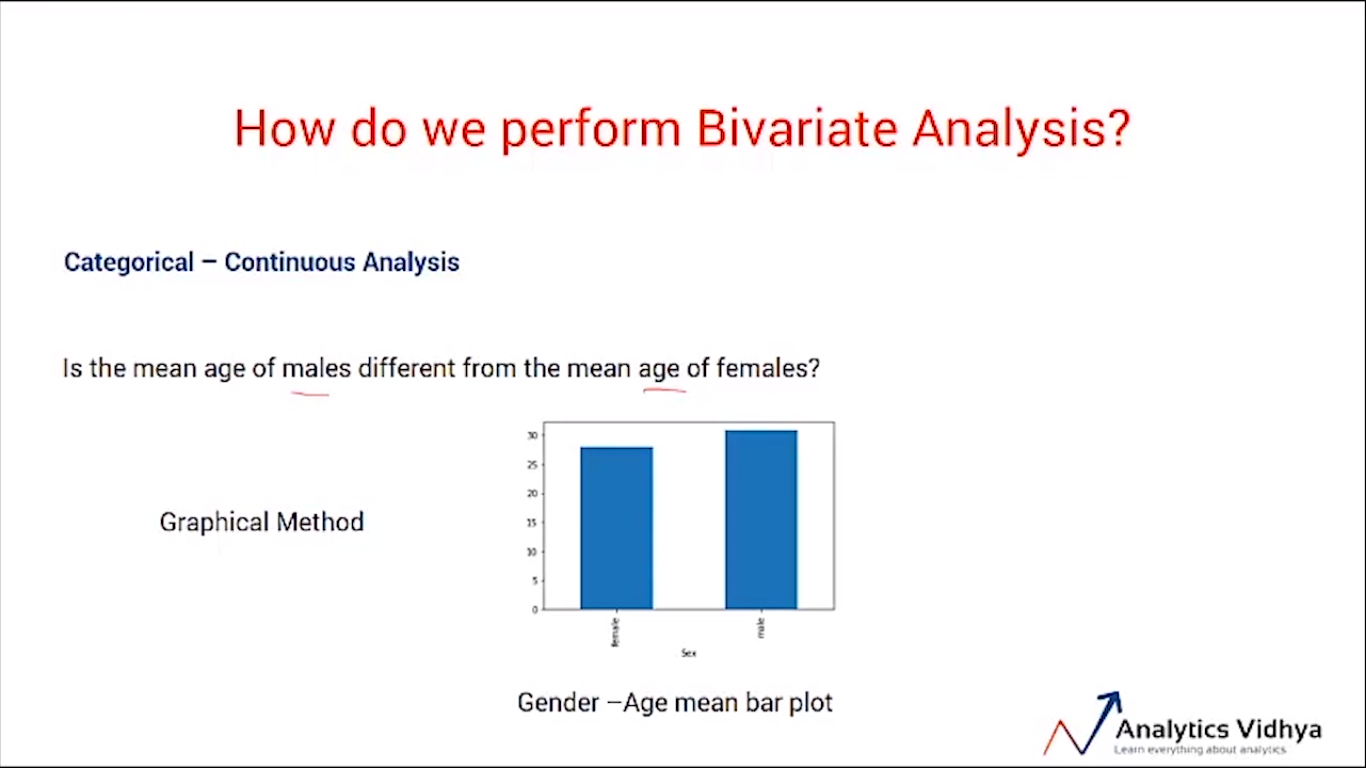 How do we perform Bivariate Analysis?
Categorical – Continuous Analysis
Is the mean age of males different from the mean age of females?
Graphical Method
30
25
20
15
10
5
0
female
male
Sex
Gender –Age mean bar plot
Analytics Vidhya
Learn everything about analytics